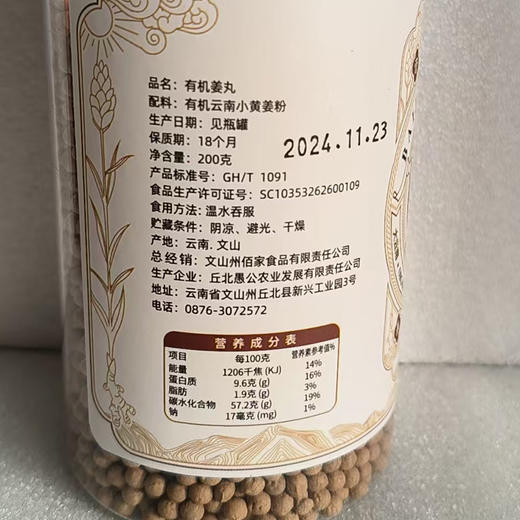 品名：有机姜丸
配料：有机云南小黄姜粉
生产日期：见瓶罐
保质期：18个月
净含量：200克
2024.11.23
产品标准号：GH/T 1091
食品生产许可证号：SC10353262600109
食用方法：温水吞服
贮藏条件：阴凉、避光、干燥
产地：云南.文山
总经销：文山州佰家食品有限责任公司
生产企业：丘北愚公农业发展有限责任公司
地址：云南省文山州丘北县新兴工业园3号
电话：0876-3072572
营养成分表
项目 每100克 营养素参考值%
能量 1206千焦(KJ) 14%
蛋白质 9.6克(g) 16%
脂肪 1.9克(g) 3%
碳水化合物 57.2克(g) 19%
钠 17毫克(mg) 1%